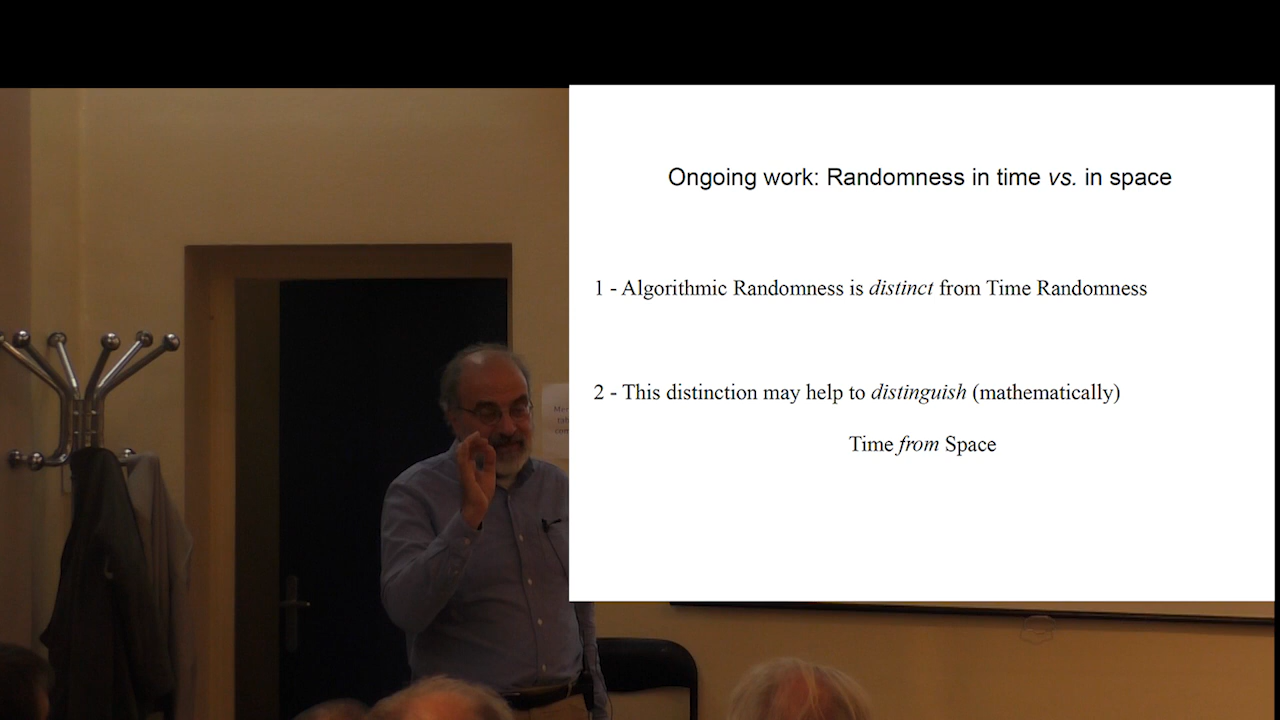 Ongoing work: Randomness in time vs. in space
1 - Algorithmic Randomness is distinct from Time Randomness
2 - This distinction may help to distinguish (mathematically)
Time from Space